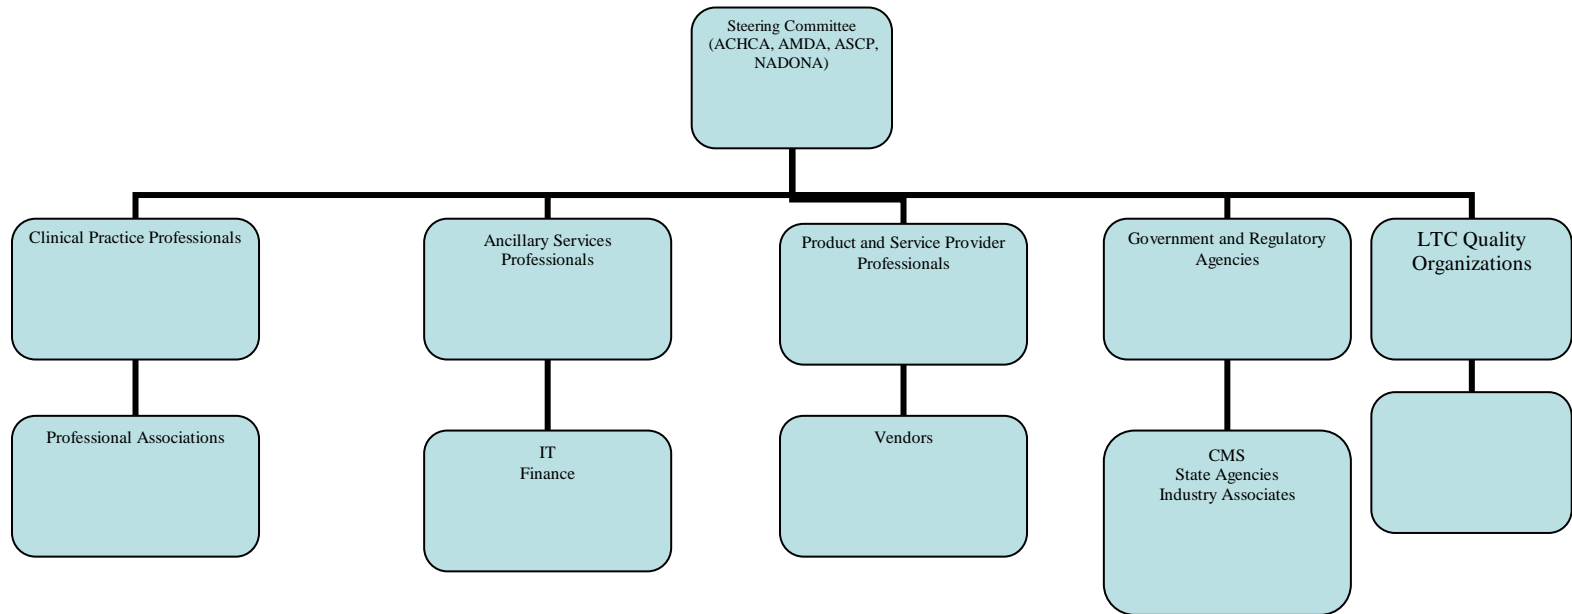 Steering Committee
(ACHCA, AMDA, ASCP,
NADONA)
Clinical Practice Professionals
Ancillary Services
Professionals
Product and Service Provider
Professionals
Government and Regulatory
Agencies
LTC Quality
Organizations
Professional Associations
IT
Finance
Vendors
CMS
State Agencies
Industry Associates